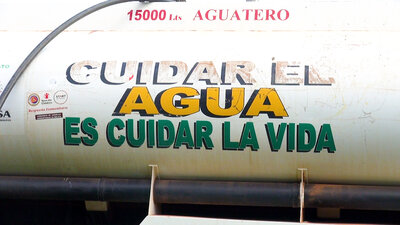 15000 Lts AGUATERO
CUIDAR EL
AGUA
ES CUIDAR LA VIDA